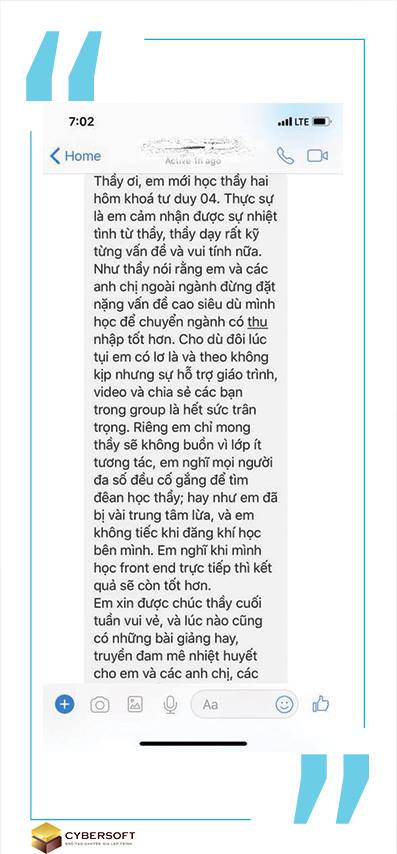 7:02
LTE
Home
Active 1h ago
Thầy ơi, em mới học thầy hai
hôm khoá tư duy 04. Thực sự
là em cảm nhận được sự nhiệt
tình từ thầy, thầy dạy rất kỹ
từng vấn đề và vui tính nữa.
Như thầy nói rằng em và các
anh chị ngoài ngành đừng đặt
nặng vấn đề cao siêu dù mình
học để chuyển ngành có thu
nhập tốt hơn. Cho dù đôi lúc
tụi em có lơ là và theo không
kịp nhưng sự hỗ trợ giáo trình,
video và chia sẻ các bạn
trong group là hết sức trân
trọng. Riêng em chỉ mong
thầy sẽ không buồn vì lớp ít
tương tác, em nghĩ mọi người
đa số đều cố gắng để tìm
đêan học thầy; hay như em đã
bị vài trung tâm lừa, và em
không tiếc khi đăng khí học
bên mình. Em nghĩ khi mình
học front end trực tiếp thì kết
quả sẽ còn tốt hơn.
Em xin được chúc thầy cuối
tuần vui vẻ, và lúc nào cũng
có những bài giảng hay,
truyền đam mê nhiệt huyết
cho em và các anh chị, các
Aa
CYBERSOFT
ĐÀO TẠO CHUYÊN GIA LẬP TRÌNH